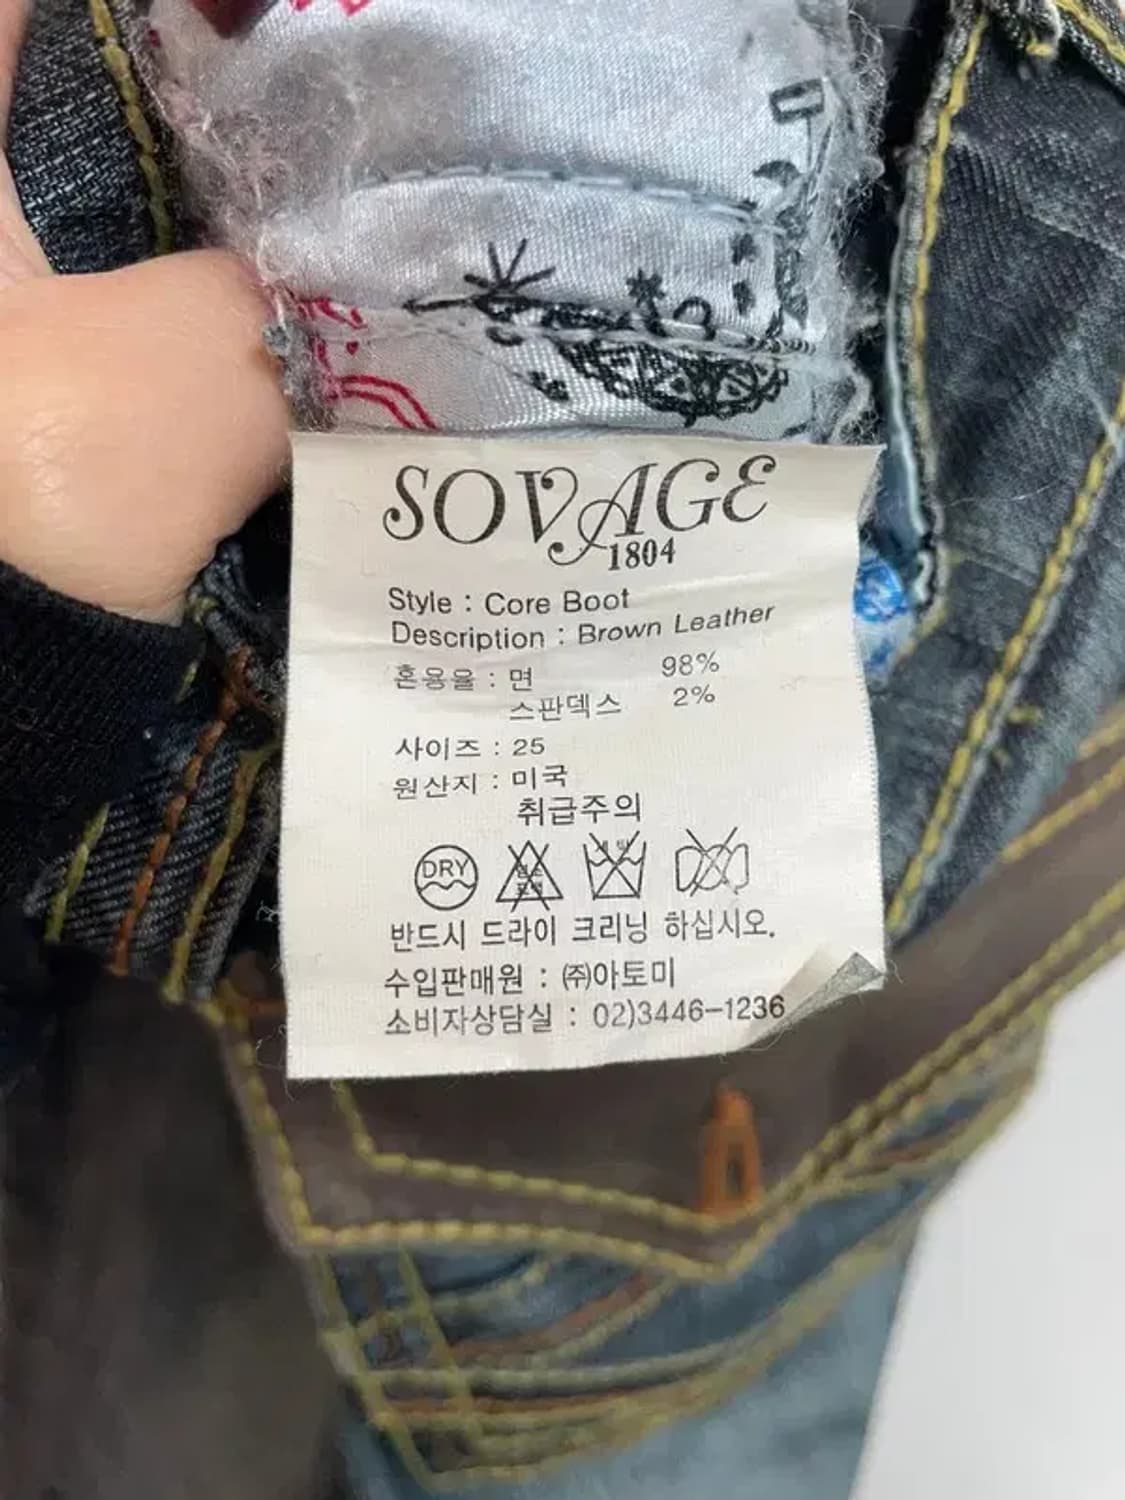 SOVAGE
1804
Style : Core Boot
Description : Brown Leather
혼용율 : 면 98%
스판덱스 2%
사이즈 : 25
원산지 : 미국
취급주의
DRY
반드시 드라이 크리닝 하십시오.
수입판매원 : ㈜아토미
소비자상담실 : 02)3446-1236